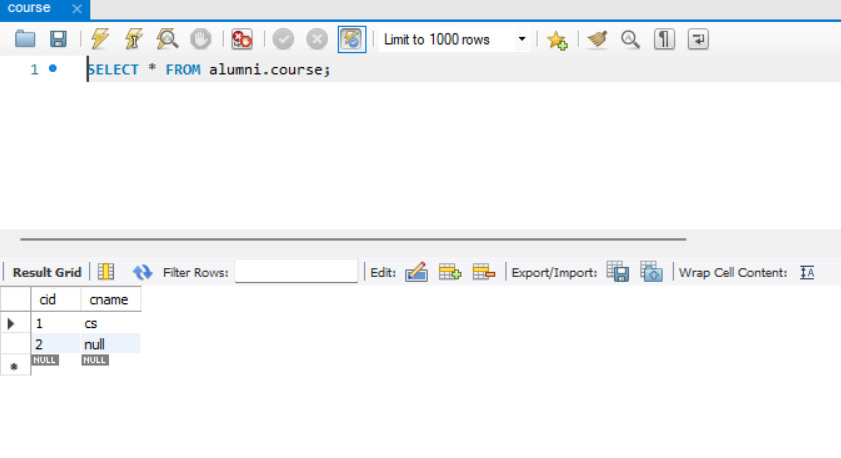 course
Limit to 1000 rows
1 SELECT * FROM alumni.course;
Result Grid Filter Rows: Edit: Export/Import: Wrap Cell Content: IA
cid cname
1 cs
2 null
NULL NULL